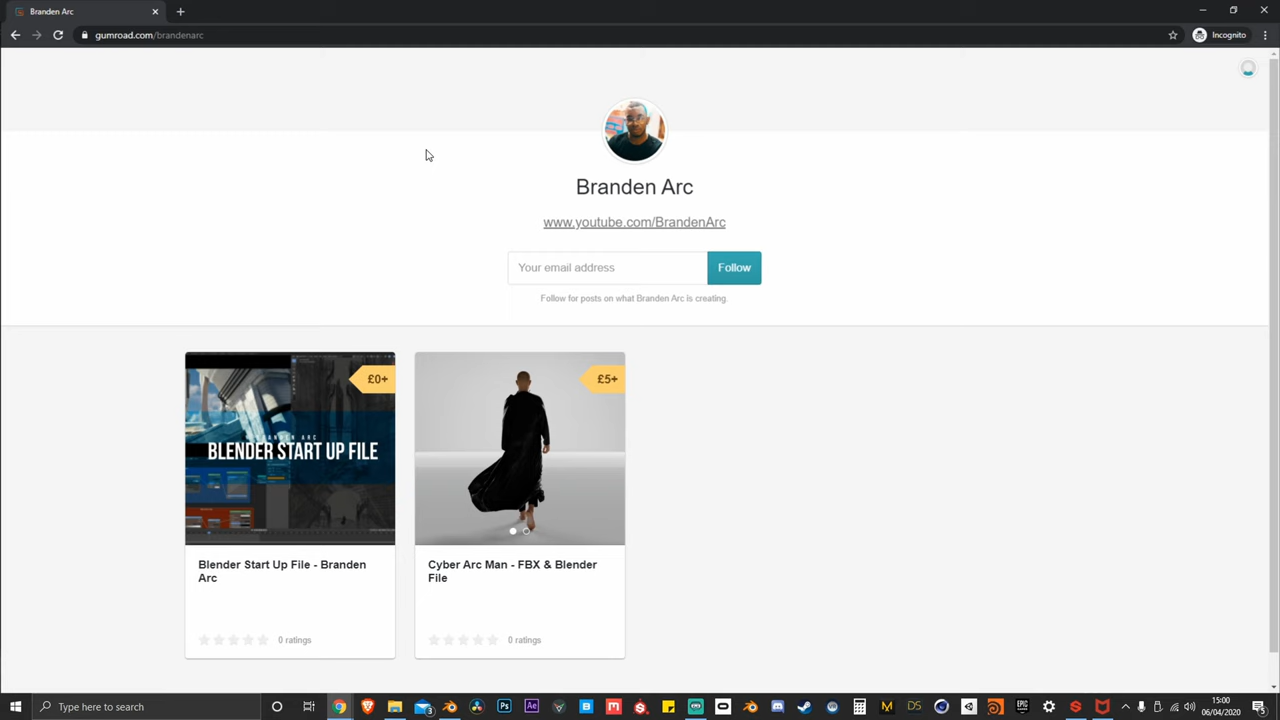 Branden Arc
gumroad.com/brandenarc
Incognito
Branden Arc
www.youtube.com/BrandenArc
Your email address
Follow
Follow for posts on what Branden Arc is creating.
£0+
£5+
BRANDEN ARC
BLENDER START UP FILE
Blender Start Up File - Branden
Arc
Cyber Arc Man - FBX & Blender
File
0 ratings
0 ratings
Type here to search
15:00
06/04/2020